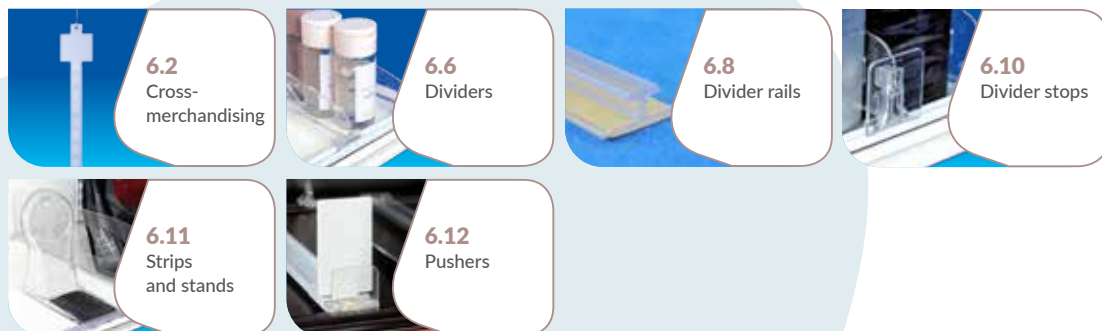 6.2
Cross-
merchandising
6.6
Dividers
6.8
Divider rails
6.10
Divider stops
6.11
Strips
and stands
6.12
Pushers